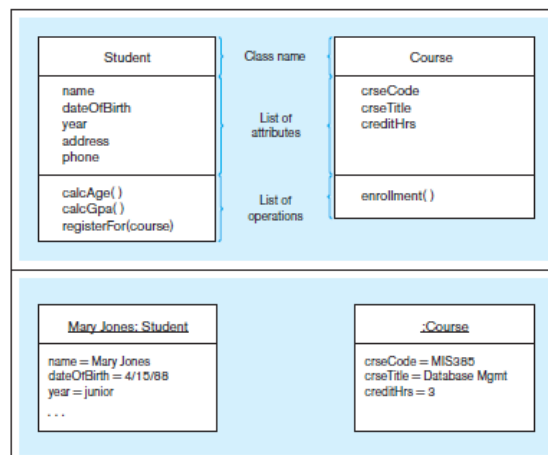 Student
Class name
Course
name
dateOfBirth
year
address
phone
List of
attributes
crseCode
crseTitle
creditHrs
calcAge( )
calcGpa( )
registerFor(course)
List of
operations
enrollment( )
Mary Jones: Student
name = Mary Jones
dateOfBirth = 4/15/88
year = junior
. . .
:Course
crseCode = MIS385
crseTitle = Database Mgmt
creditHrs = 3